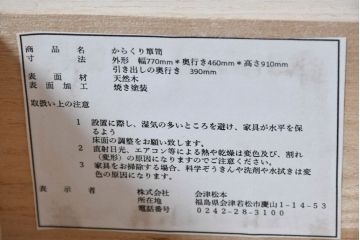 商品名 からくり箪笥
寸法 外形 幅770mm*奥行き460mm*高さ910mm
引き出しの奥行き 390mm
表面材 天然木
表面加工 焼き塗装
取扱い上の注意
1 設置に際し、湿気の多いところを避け、家具が水平を保
るよう
床面の調整をお願い致します。
2 直射日光、エアコン等による熱や乾燥は変色及び、割れ
(変形)の原因になりますのでご注意ください。
3 家具をお掃除する場合、科学ぞうきんや洗剤や水拭きは変
色の原因になります。
表示者 株式会社 会津松本
所在地 福島県会津若松市慶山1-14-53
電話番号 0242-28-3100